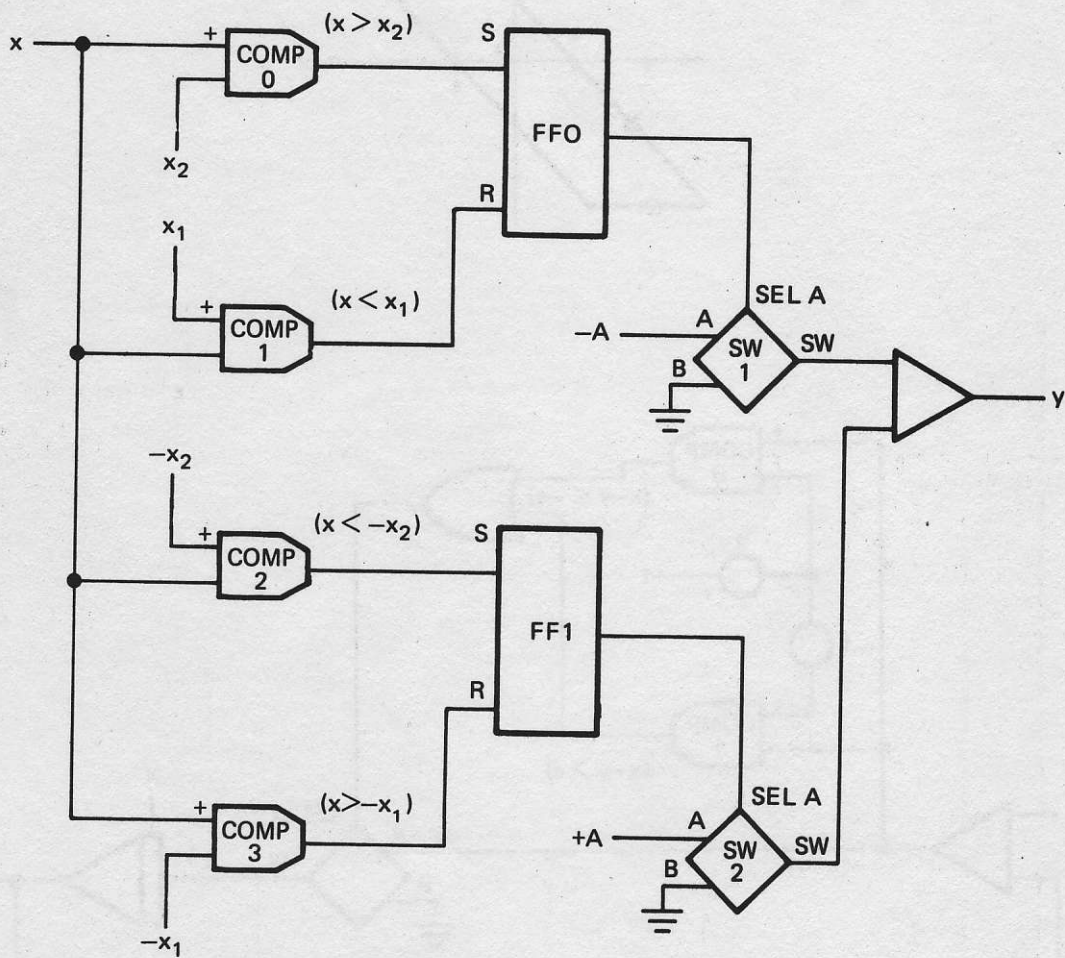 x
+
COMP
0
(x > x₂)
S
x₂
FF0
R
x₁
+
COMP
1
(x < x₁)
SEL A
−A
A
SW
1
SW
B
y
−x₂
+
COMP
2
(x < −x₂)
S
FF1
R
+
COMP
3
(x>−x₁)
−x₁
SEL A
+A
A
SW
2
SW
B